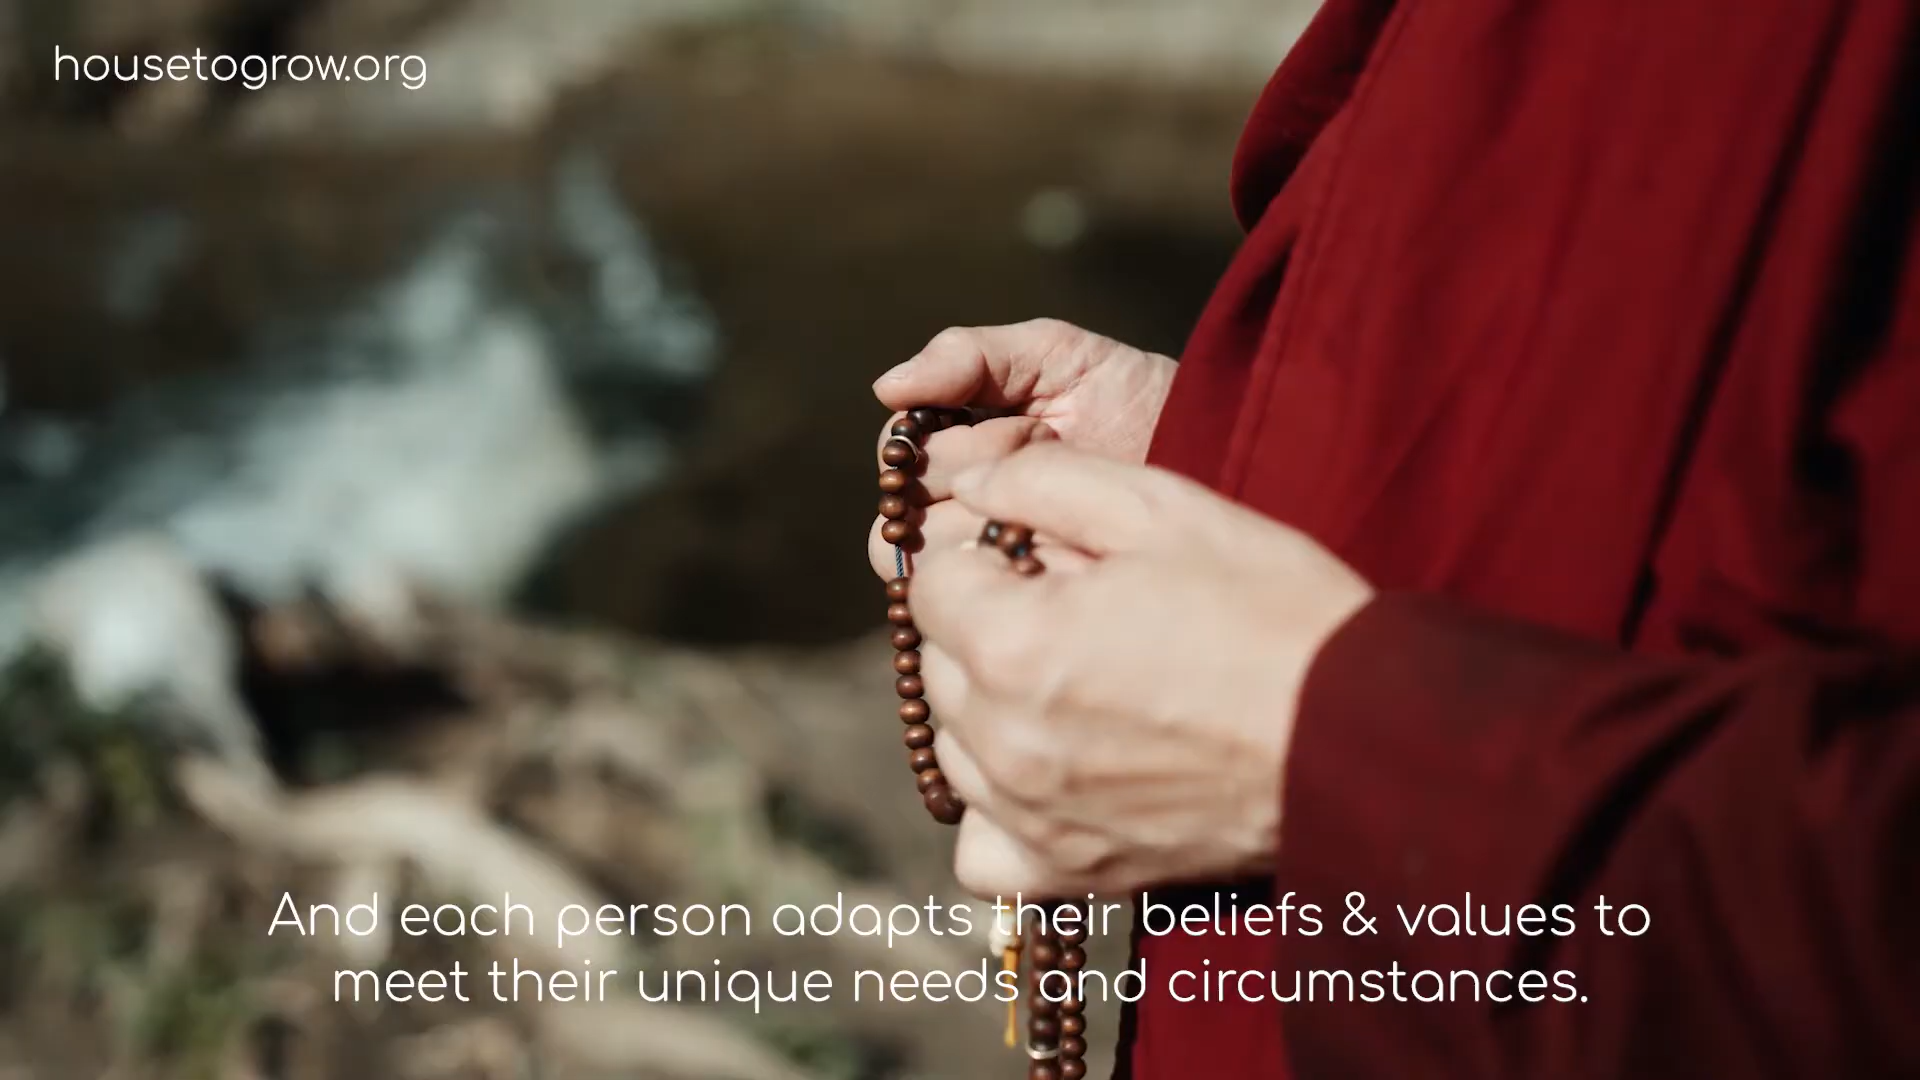 housetogrow.org
And each person adapts their beliefs & values to
meet their unique needs and circumstances.